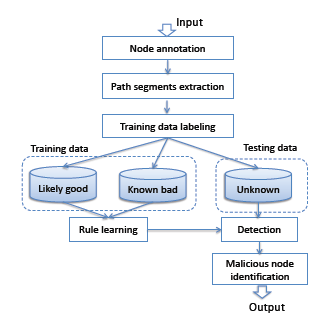 Input
Node annotation
Path segments extraction
Training data labeling
Training data
Testing data
Likely good
Known bad
Unknown
Rule learning
Detection
Malicious node
identification
Output